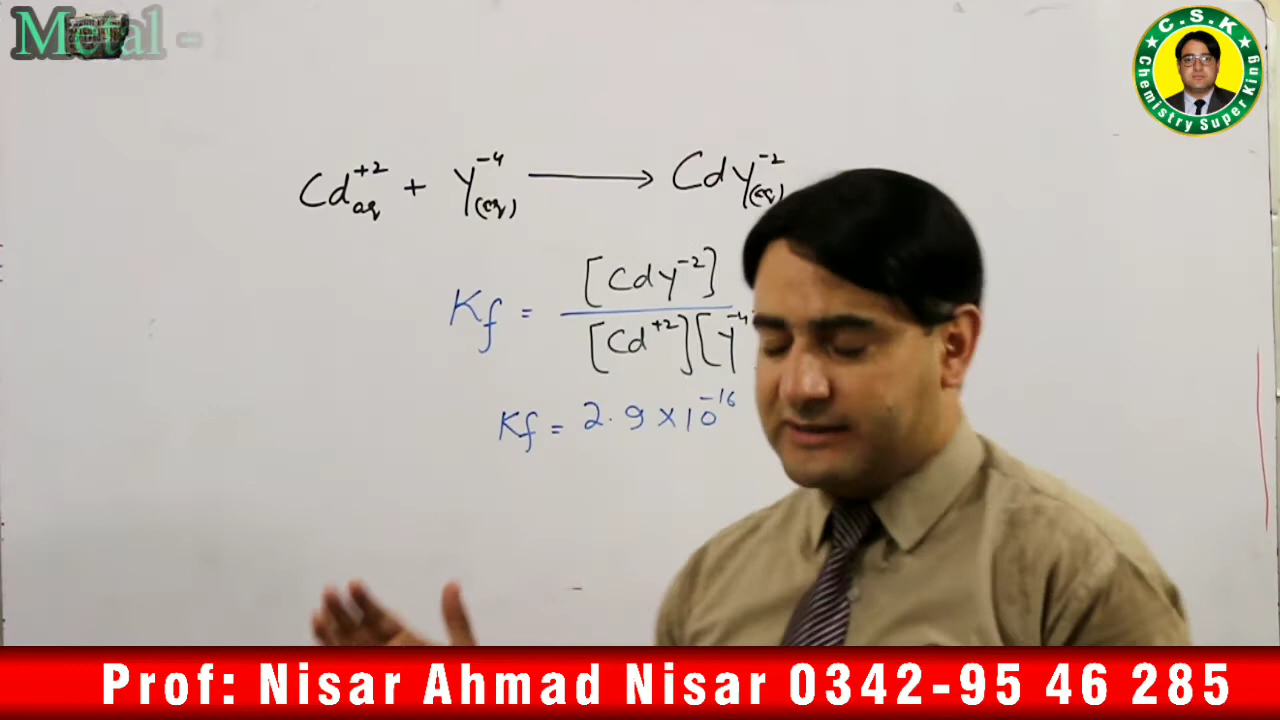 Metal -
C.S.K
Chemistry Super King
Cd⁺²aq + Y⁻⁴(aq) ⟶ CdY⁻²(aq)
Kf = [CdY⁻²] / [Cd⁺²][Y⁻⁴
Kf = 2.9 × 10⁻¹⁶
Prof: Nisar Ahmad Nisar 0342-95 46 285